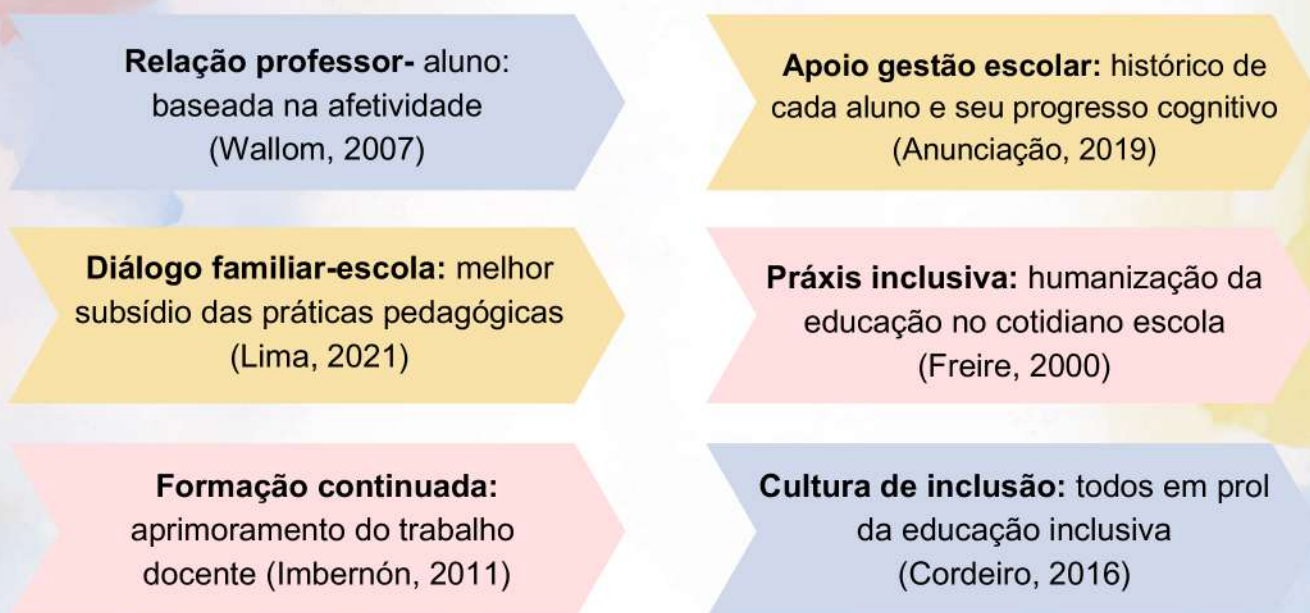 Relação professor- aluno:
baseada na afetividade
(Wallom, 2007)
Apoio gestão escolar: histórico de
cada aluno e seu progresso cognitivo
(Anunciação, 2019)
Diálogo familiar-escola: melhor
subsídio das práticas pedagógicas
(Lima, 2021)
Práxis inclusiva: humanização da
educação no cotidiano escola
(Freire, 2000)
Formação continuada:
aprimoramento do trabalho
docente (Imbernón, 2011)
Cultura de inclusão: todos em prol
da educação inclusiva
(Cordeiro, 2016)